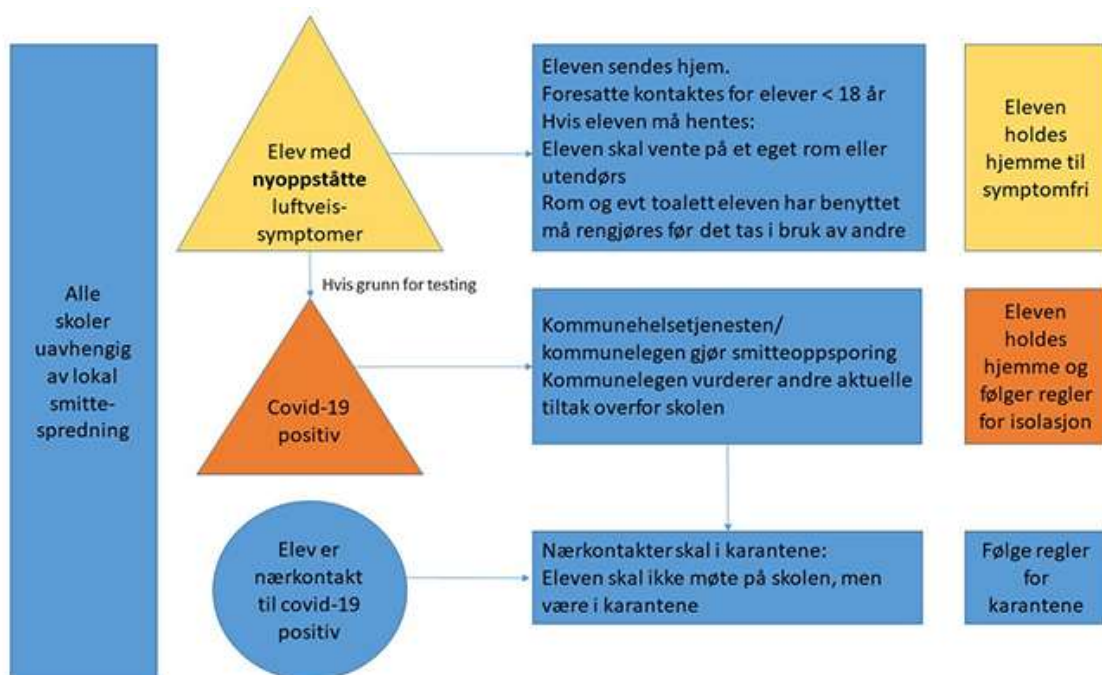 Alle
skoler
uavhengig
av lokal
smitte-
spredning
Elev med
nyoppståtte
luftveis-
symptomer
Eleven sendes hjem.
Foresatte kontaktes for elever < 18 år
Hvis eleven må hentes:
Eleven skal vente på et eget rom eller
utendørs
Rom og evt toalett eleven har benyttet
må rengjøres før det tas i bruk av andre
Eleven
holdes
hjemme til
symptomfri
Hvis grunn for testing
Covid-19
positiv
Kommunehelsetjenesten/
kommunelegen gjør smitteoppsporing
Kommunelegen vurderer andre aktuelle
tiltak overfor skolen
Eleven
holdes
hjemme og
følger regler
for isolasjon
Elev er
nærkontakt
til covid-19
positiv
Nærkontakter skal i karantene:
Eleven skal ikke møte på skolen, men
være i karantene
Følge regler
for
karantene